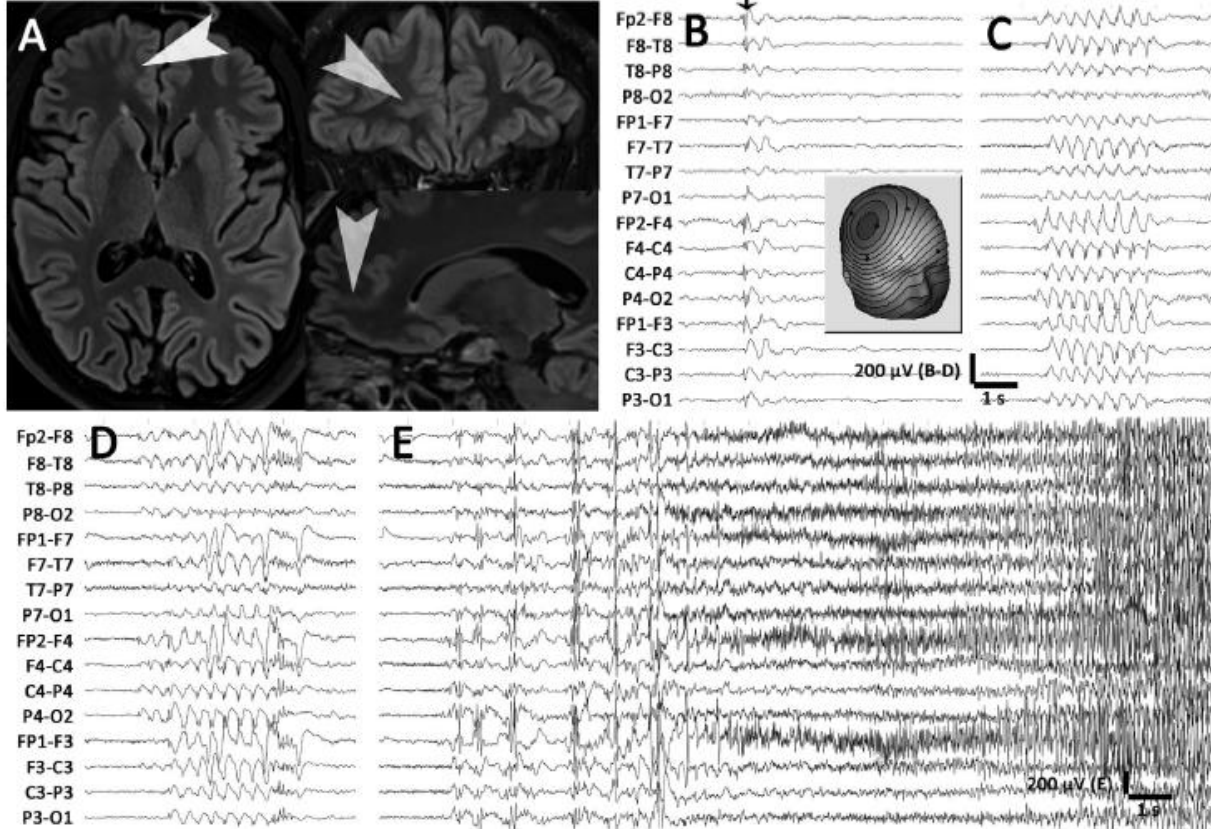 A
B
C
Fp2-F8
F8-T8
T8-P8
P8-O2
FP1-F7
F7-T7
T7-P7
P7-O1
FP2-F4
F4-C4
C4-P4
P4-O2
FP1-F3
F3-C3
C3-P3
P3-O1
200 µV (B-D)
1 s
D
E
Fp2-F8
F8-T8
T8-P8
P8-O2
FP1-F7
F7-T7
T7-P7
P7-O1
FP2-F4
F4-C4
C4-P4
P4-O2
FP1-F3
F3-C3
C3-P3
P3-O1
200 µV (E)
1 s